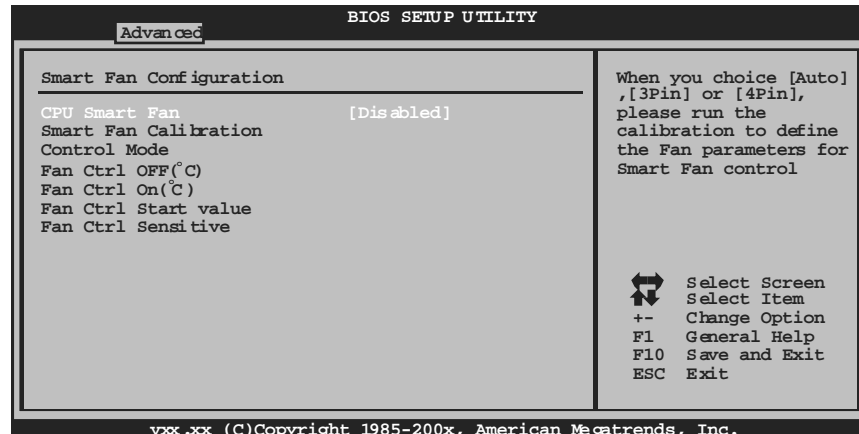 BIOS SETUP UTILITY
Advanced
Smart Fan Configuration
CPU Smart Fan [Disabled]
Smart Fan Calibration
Control Mode
Fan Ctrl OFF(°C)
Fan Ctrl On(°C)
Fan Ctrl Start value
Fan Ctrl Sensitive
When you choice [Auto]
,[3Pin] or [4Pin],
please run the
calibration to define
the Fan parameters for
Smart Fan control
Select Screen
Select Item
+- Change Option
F1 General Help
F10 Save and Exit
ESC Exit
vxx.xx (C)Copyright 1985-200x, American Megatrends, Inc.